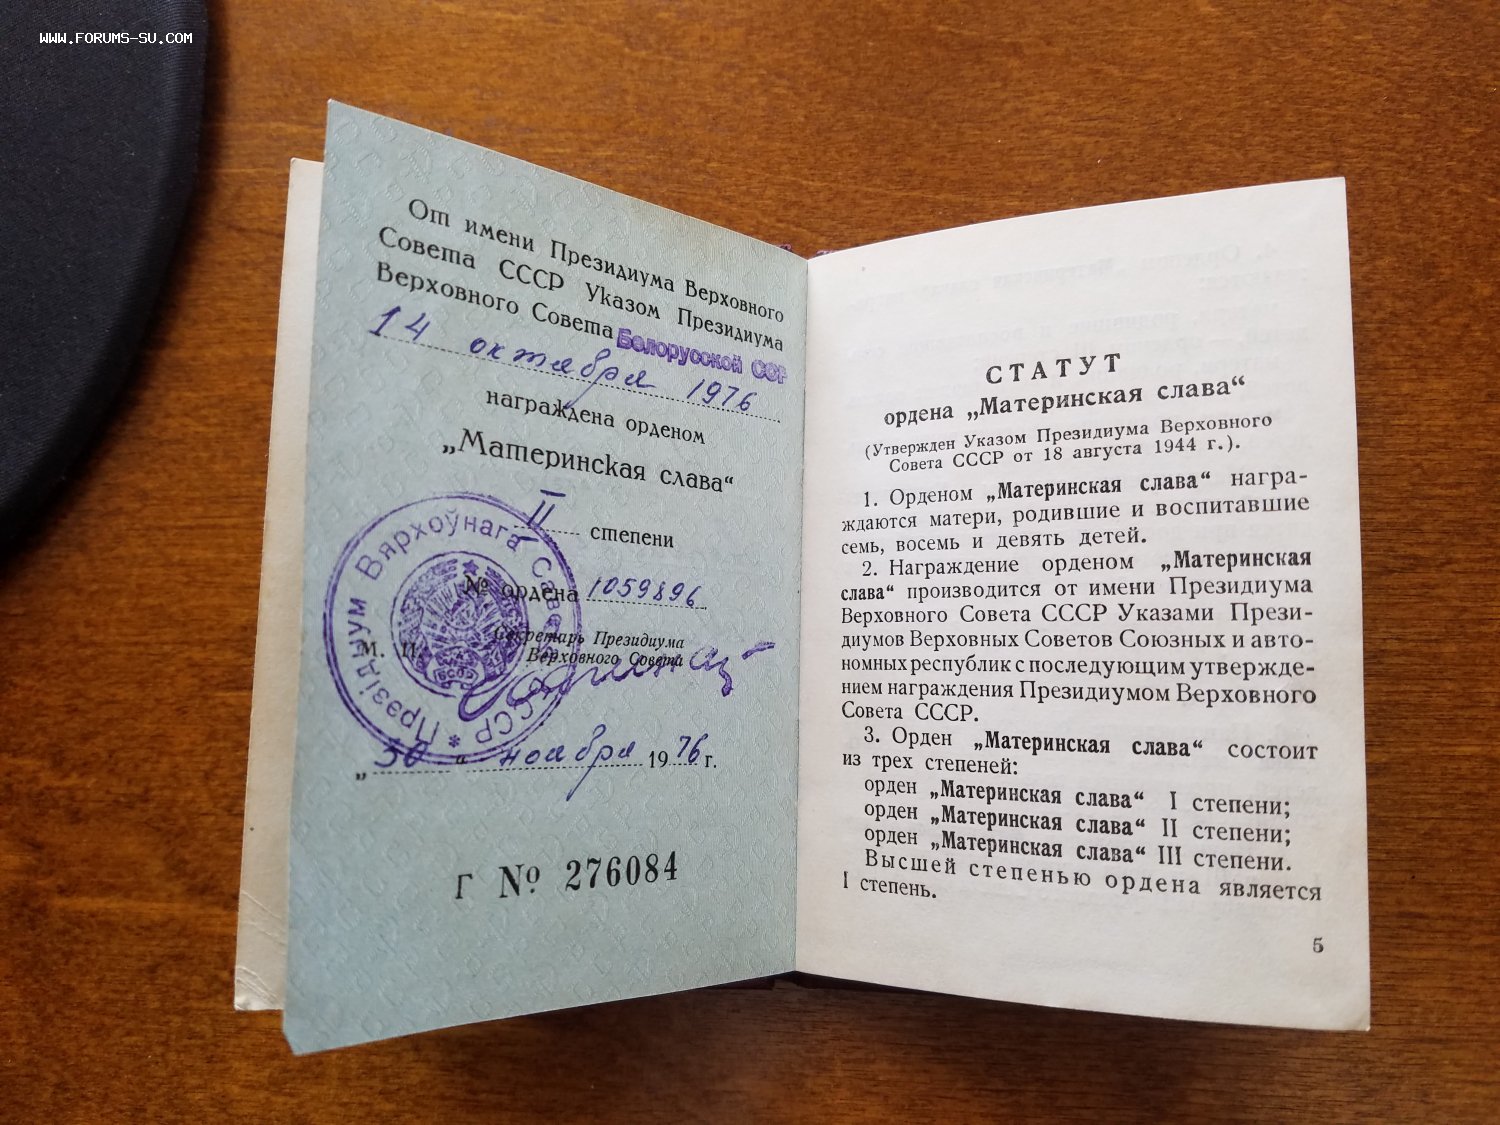 WWW.FORUMS-SU.COM
От имени Президиума Верховного
Совета СССР Указом Президиума
Верховного Совета Белорусской ССР
14 октября 1976
награждена орденом
„Материнская слава“
II степени
№ ордена 1059896
Секретарь Президиума
М. П. Верховного Совета
Прэзідіум Вярхоўнага Савета БССР *
БССР
„30“ ноября 1976 г.
Г № 276084
СТАТУТ
ордена „Материнская слава“
(Утвержден Указом Президиума Верховного
Совета СССР от 18 августа 1944 г.).
1. Орденом „Материнская слава“ награ-
ждаются матери, родившие и воспитавшие
семь, восемь и девять детей.
2. Награждение орденом „Материнская
слава“ производится от имени Президиума
Верховного Совета СССР Указами Прези-
диумов Верховных Советов Союзных и авто-
номных республик с последующим утвержде-
нием награждения Президиумом Верховного
Совета СССР.
3. Орден „Материнская слава“ состоит
из трех степеней:
орден „Материнская слава“ I степени;
орден „Материнская слава“ II степени;
орден „Материнская слава“ III степени.
Высшей степенью ордена является
I степень.
5